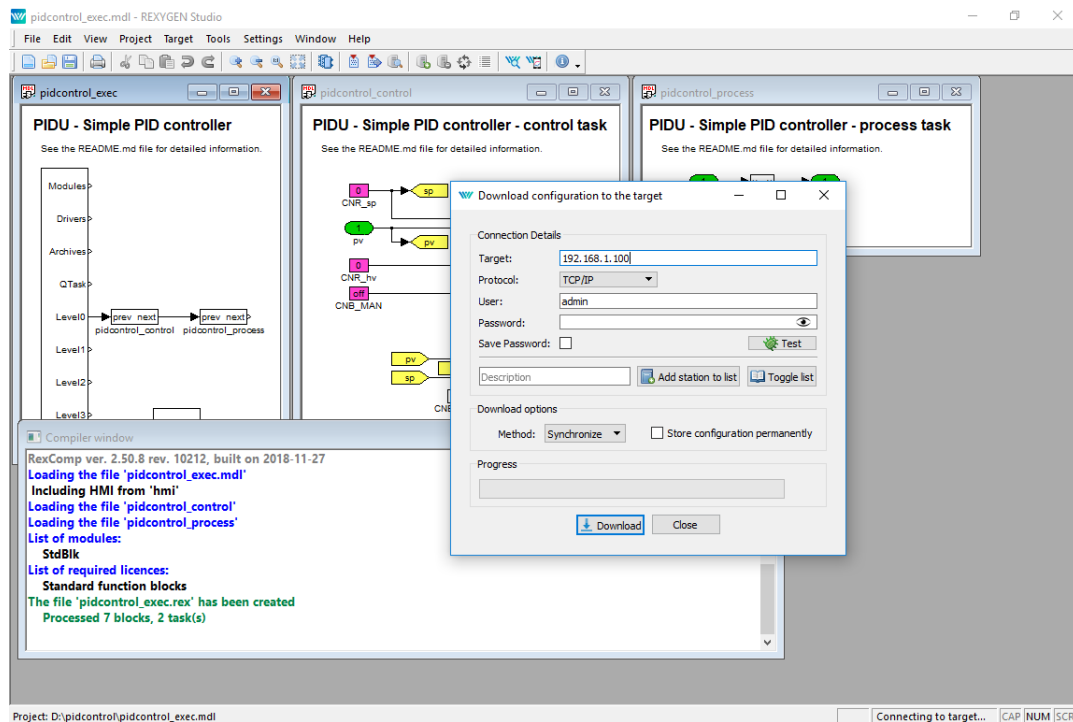 pidcontrol_exec.mdl - REXYGEN Studio
File Edit View Project Target Tools Settings Window Help
pidcontrol_exec
PIDU - Simple PID controller
See the README.md file for detailed information.
Modules
Drivers
Archives
QTask
Level0
prev next
pidcontrol_control
prev next
pidcontrol_process
Level1
Level2
Level3
pidcontrol_control
PIDU - Simple PID controller - control task
See the README.md file for detailed information.
0
CNR_sp
sp
1
pv
pv
0
CNR_hv
off
CNB_MAN
pv
sp
pidcontrol_process
PIDU - Simple PID controller - process task
See the README.md file for detailed information.
Download configuration to the target
Connection Details
Target: 192.168.1.100
Protocol: TCP/IP
User: admin
Password:
Save Password: Test
Description Add station to list Toggle list
Download options
Method: Synchronize Store configuration permanently
Progress
Download Close
Compiler window
RexComp ver. 2.50.8 rev. 10212, built on 2018-11-27
Loading the file 'pidcontrol_exec.mdl'
Including HMI from 'hmi'
Loading the file 'pidcontrol_control'
Loading the file 'pidcontrol_process'
List of modules:
StdBlk
List of required licences:
Standard function blocks
The file 'pidcontrol_exec.rex' has been created
Processed 7 blocks, 2 task(s)
Project: D:\pidcontrol\pidcontrol_exec.mdl Connecting to target... CAP NUM SCR